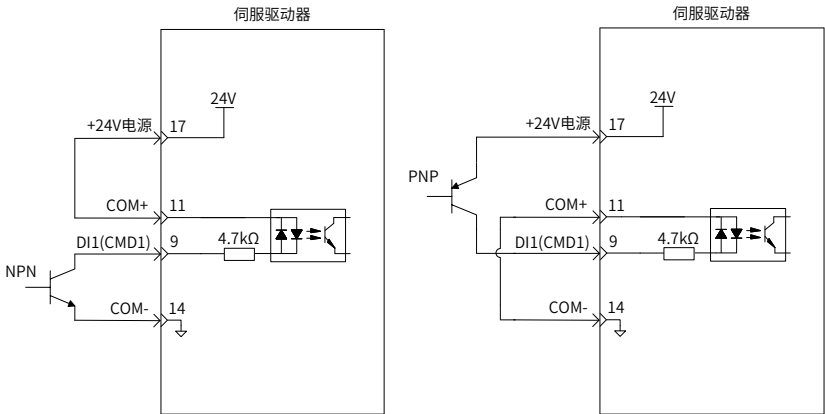 伺服驱动器
24V
+24V电源
17
COM+
11
DI1(CMD1)
9
4.7kΩ
NPN
COM-
14
伺服驱动器
24V
+24V电源
17
PNP
COM+
11
DI1(CMD1)
9
4.7kΩ
COM-
14